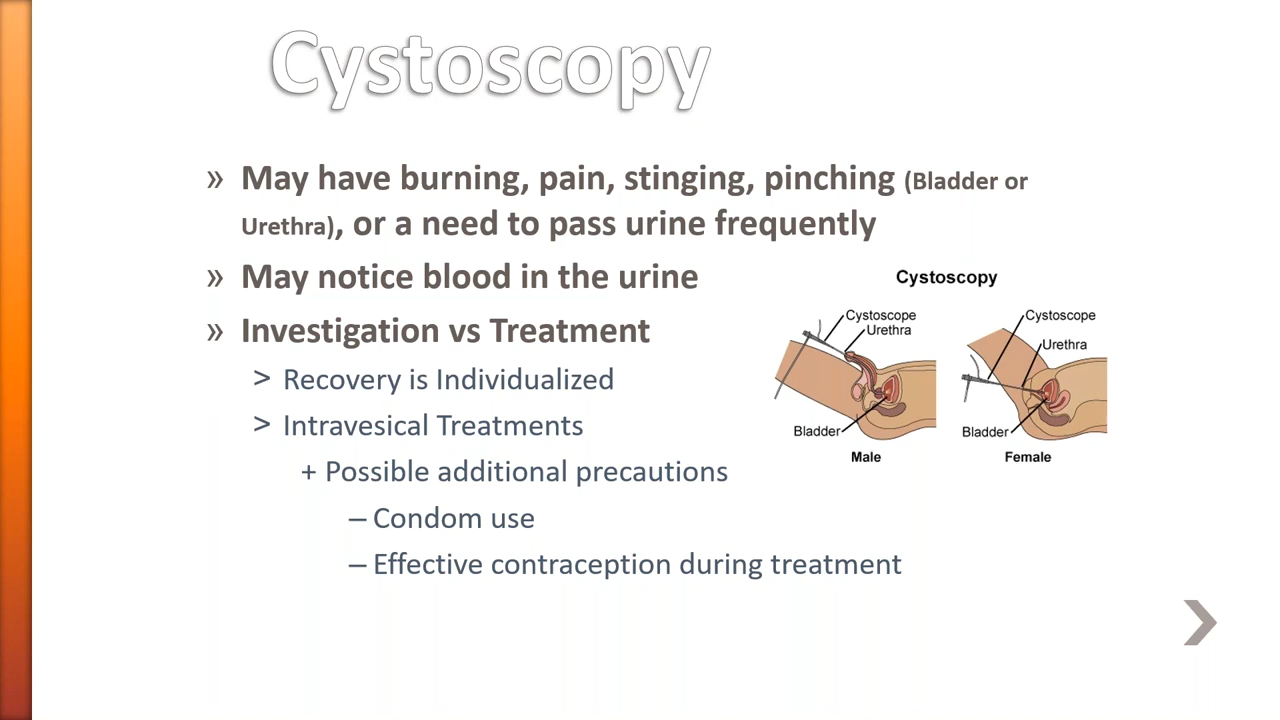 Cystoscopy
» May have burning, pain, stinging, pinching (Bladder or
Urethra), or a need to pass urine frequently
» May notice blood in the urine
» Investigation vs Treatment
> Recovery is Individualized
> Intravesical Treatments
+ Possible additional precautions
– Condom use
– Effective contraception during treatment
Cystoscopy
Cystoscope
Urethra
Bladder
Male
Cystoscope
Urethra
Bladder
Female